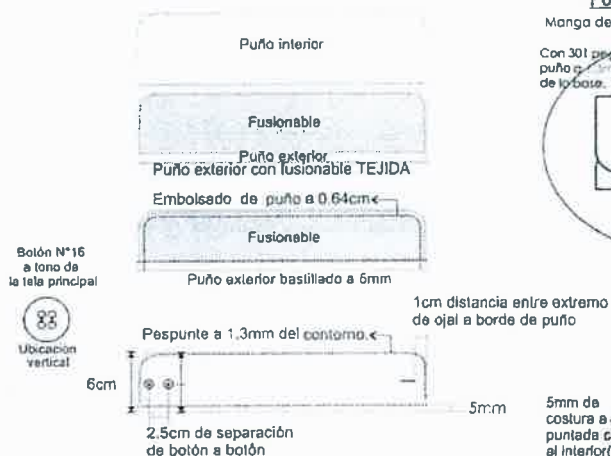 Puño interior
Fusionable
Puño exterior
Puño exterior con fusionable TEJIDA
Embolsado de puño a 0.64cm
Fusionable
Puño exterior bastillado a 6mm
Botón N°16
a tono de
la tela principal
Ubicación
vertical
Pespunte a 1.3mm del contorno.
6cm
5mm
2.5cm de separación
de botón a botón
1cm distancia entre extremo
de ojal a borde de puño
Manga de
Con 301
puño a
de la base.
5mm de
costura a
puntada
al interior